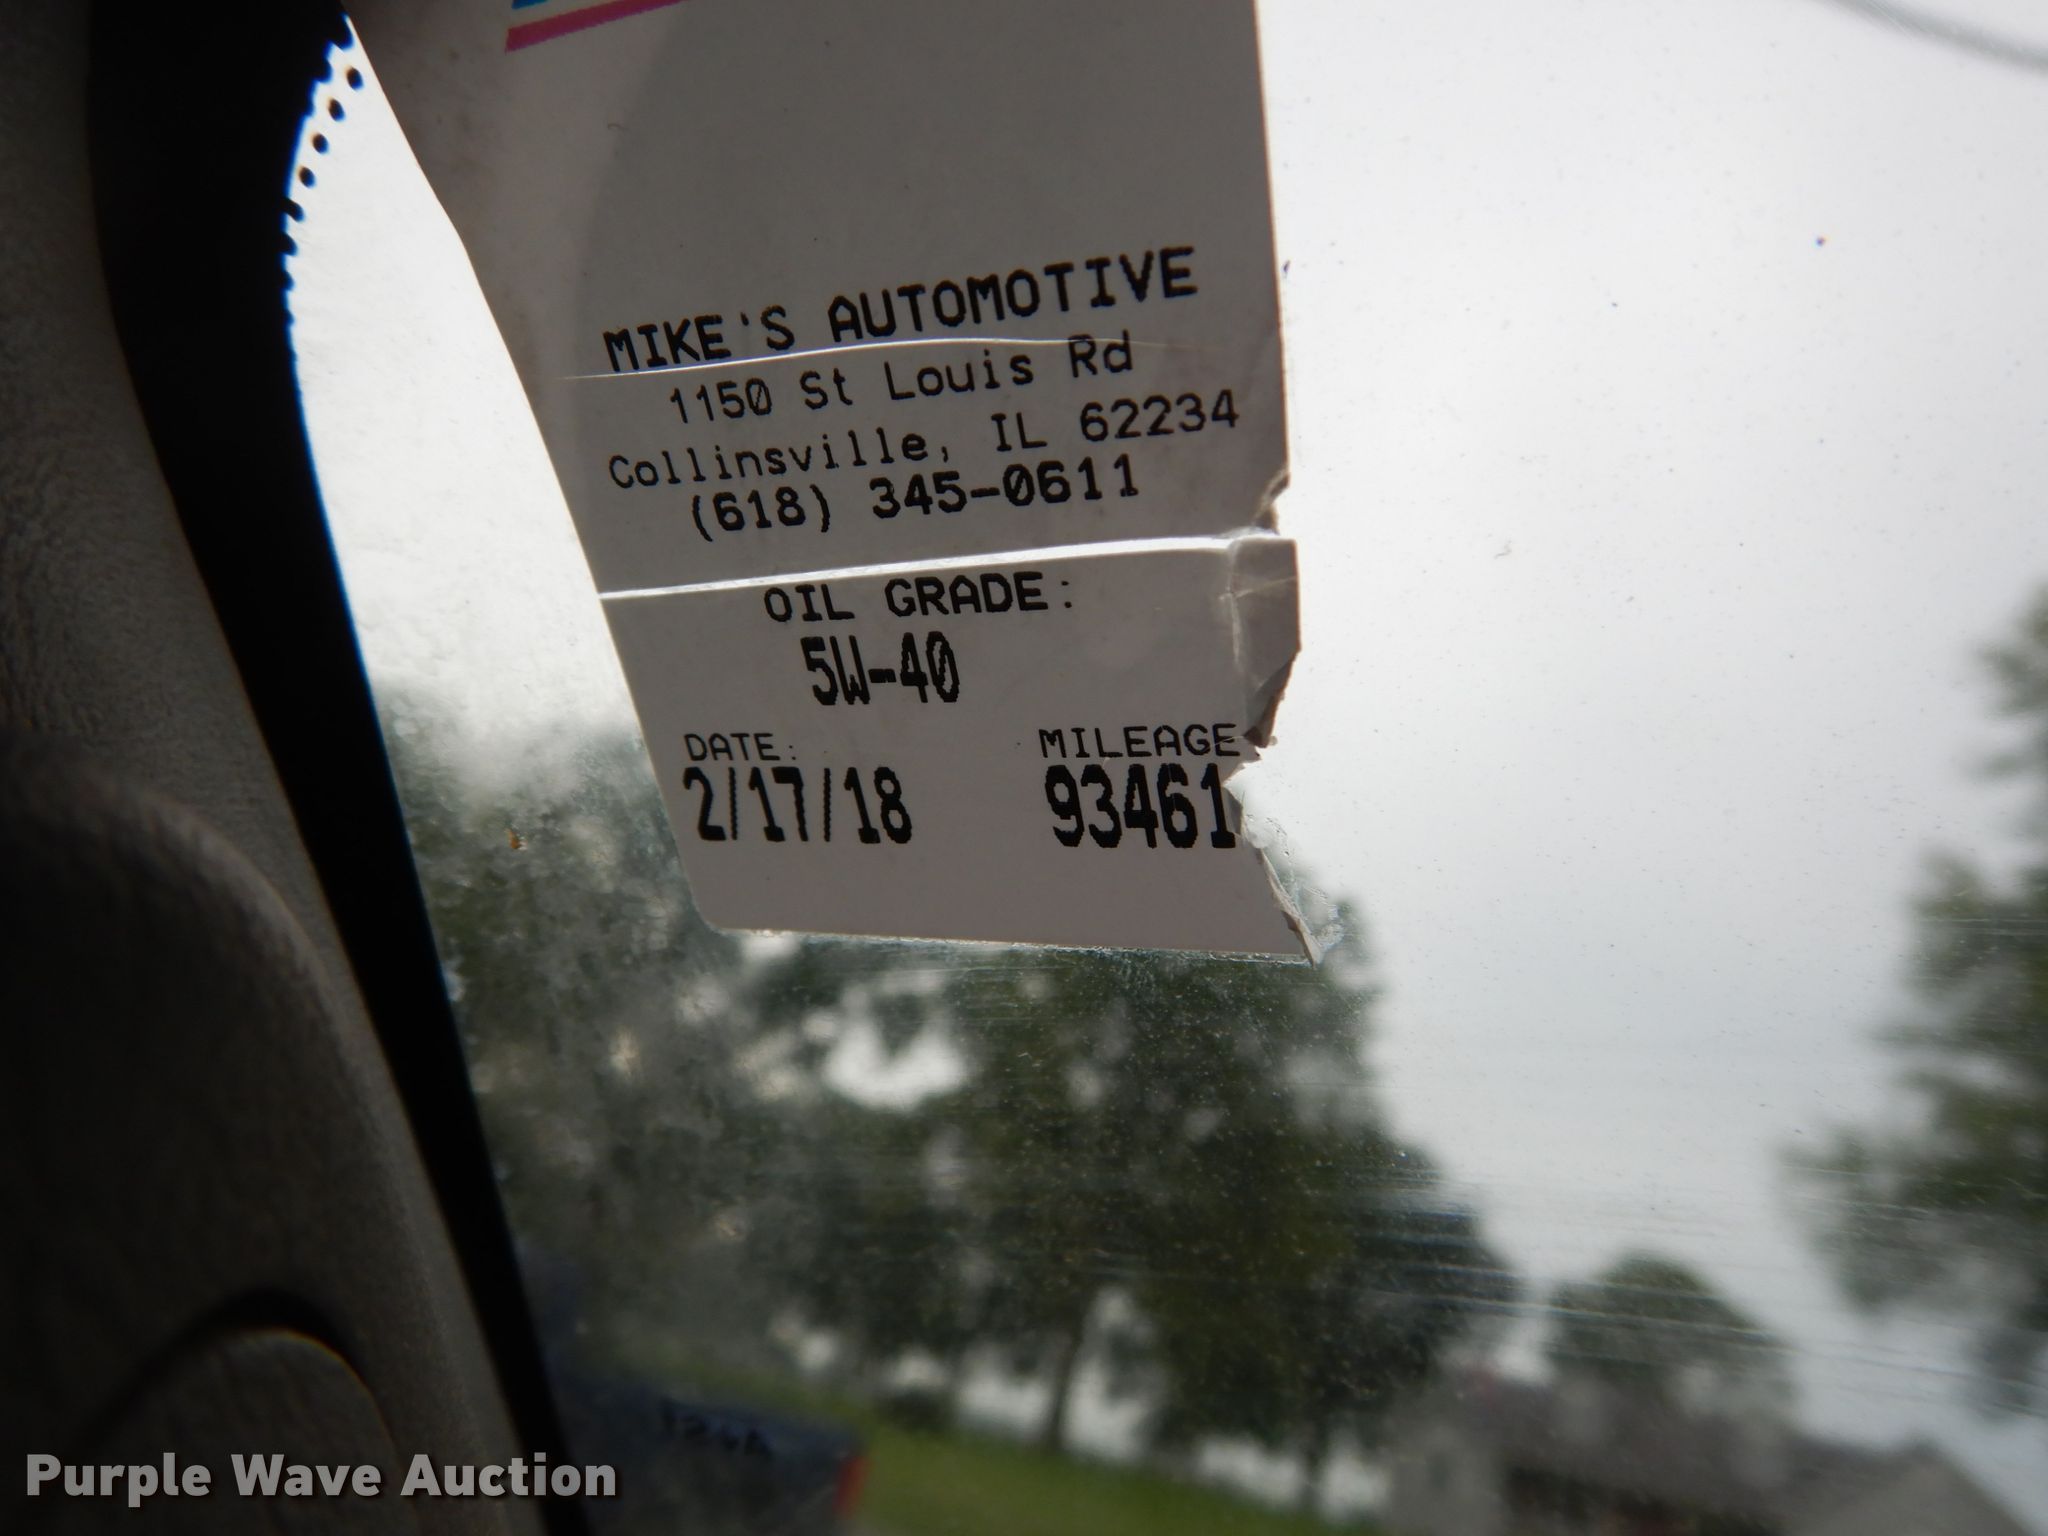 MIKE'S AUTOMOTIVE
1150 St Louis Rd
Collinsville, IL 62234
(618) 345-0611
OIL GRADE:
5W-40
DATE: MILEAGE
2/17/18 93461
Purple Wave Auction